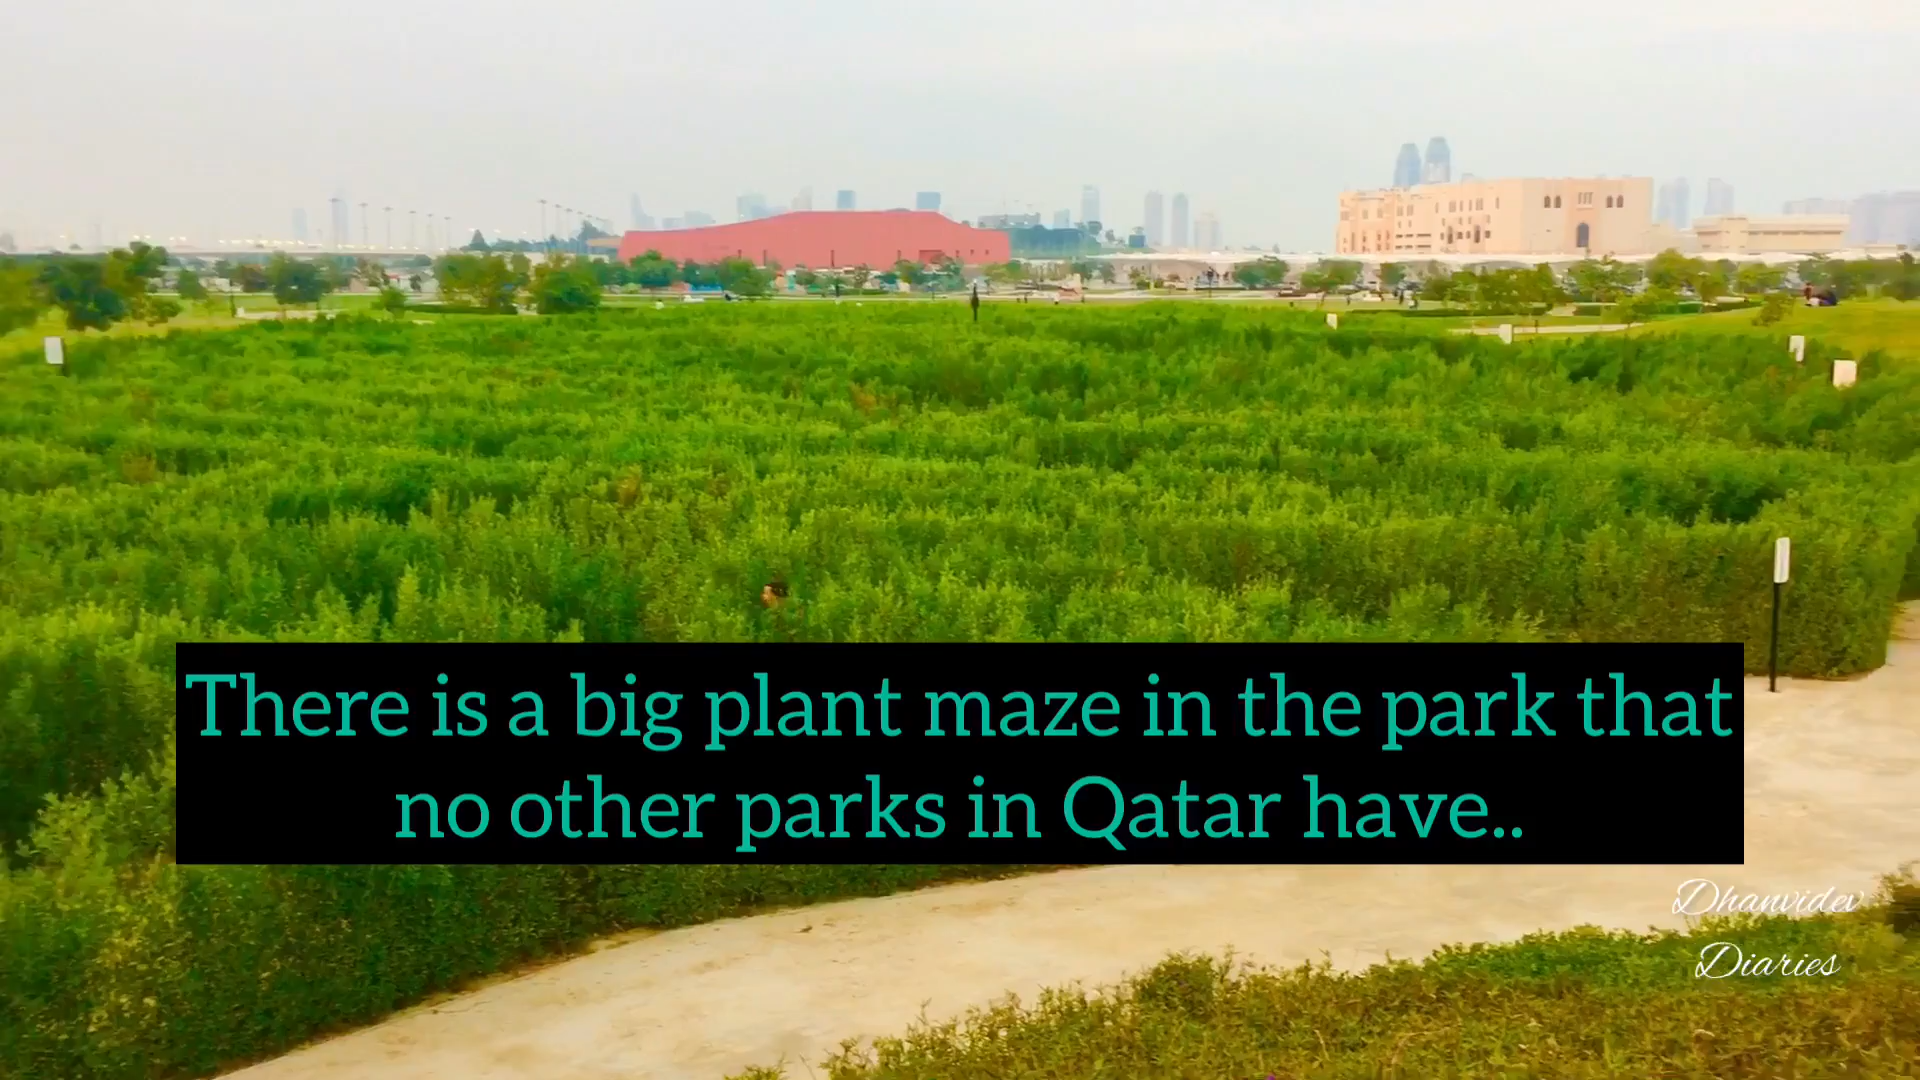 There is a big plant maze in the park that
no other parks in Qatar have..
Dhanvidev
Diaries